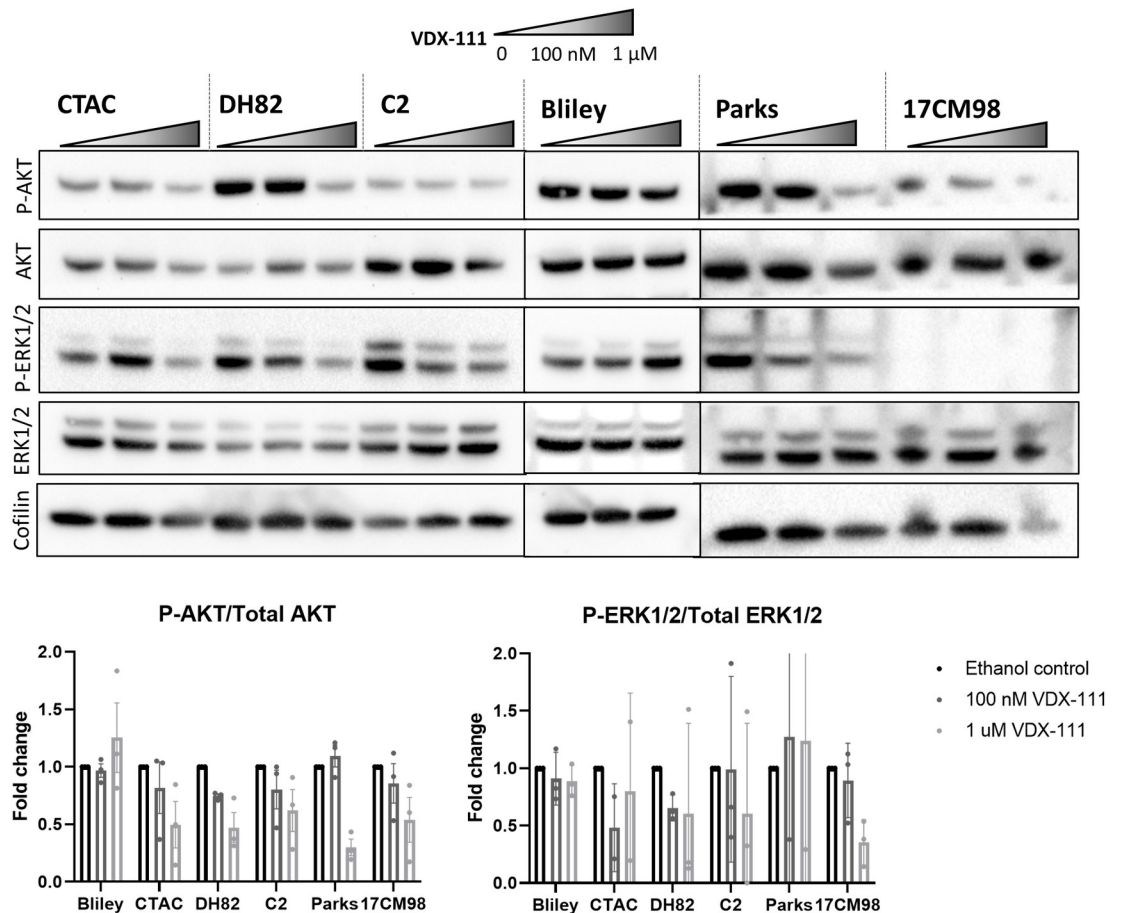 VDX-111
0 100 nM 1 µM
CTAC DH82 C2 Bliley Parks 17CM98
P-AKT
AKT
P-ERK1/2
ERK1/2
Cofilin
P-AKT/Total AKT
Fold change
2.0
1.5
1.0
0.5
0.0
Bliley CTAC DH82 C2 Parks 17CM98
P-ERK1/2/Total ERK1/2
Fold change
2.0
1.5
1.0
0.5
0.0
Bliley CTAC DH82 C2 Parks 17CM98
Ethanol control
100 nM VDX-111
1 uM VDX-111